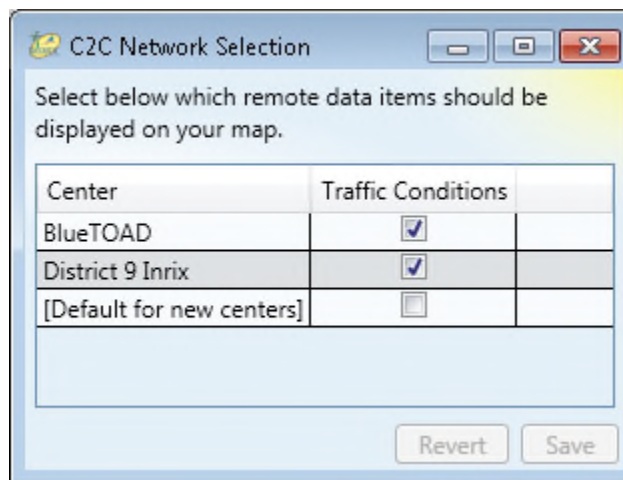 C2C Network Selection
Select below which remote data items should be
displayed on your map.
Center Traffic Conditions
BlueTOAD
District 9 Inrix
[Default for new centers]
Revert Save